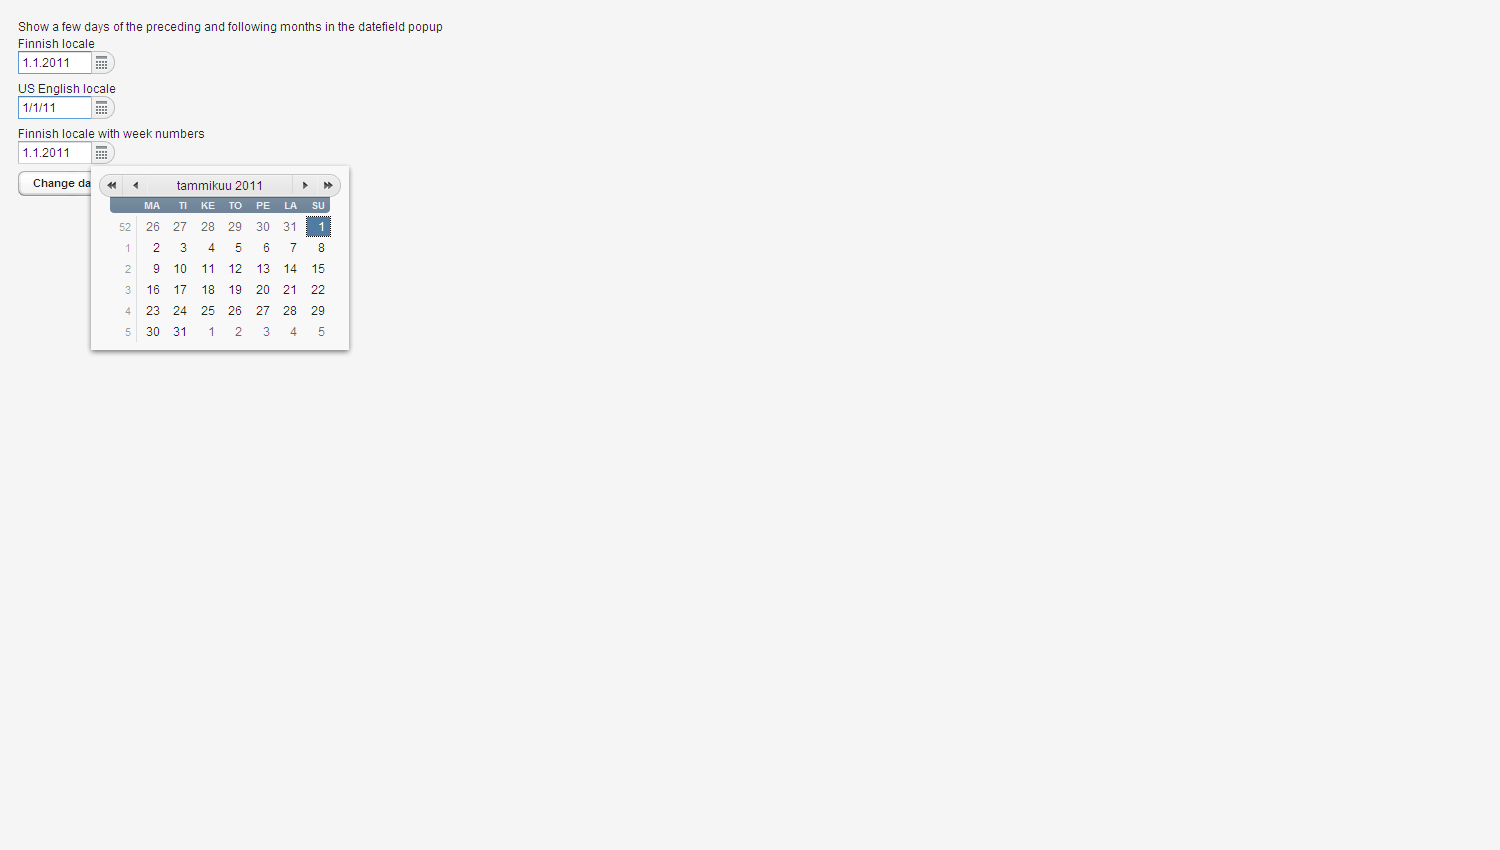 Show a few days of the preceding and following months in the datefield popup
Finnish locale
1.1.2011
US English locale
1/1/11
Finnish locale with week numbers
1.1.2011
Change da
tammikuu 2011
MA TI KE TO PE LA SU
52 26 27 28 29 30 31 1
1 2 3 4 5 6 7 8
2 9 10 11 12 13 14 15
3 16 17 18 19 20 21 22
4 23 24 25 26 27 28 29
5 30 31 1 2 3 4 5